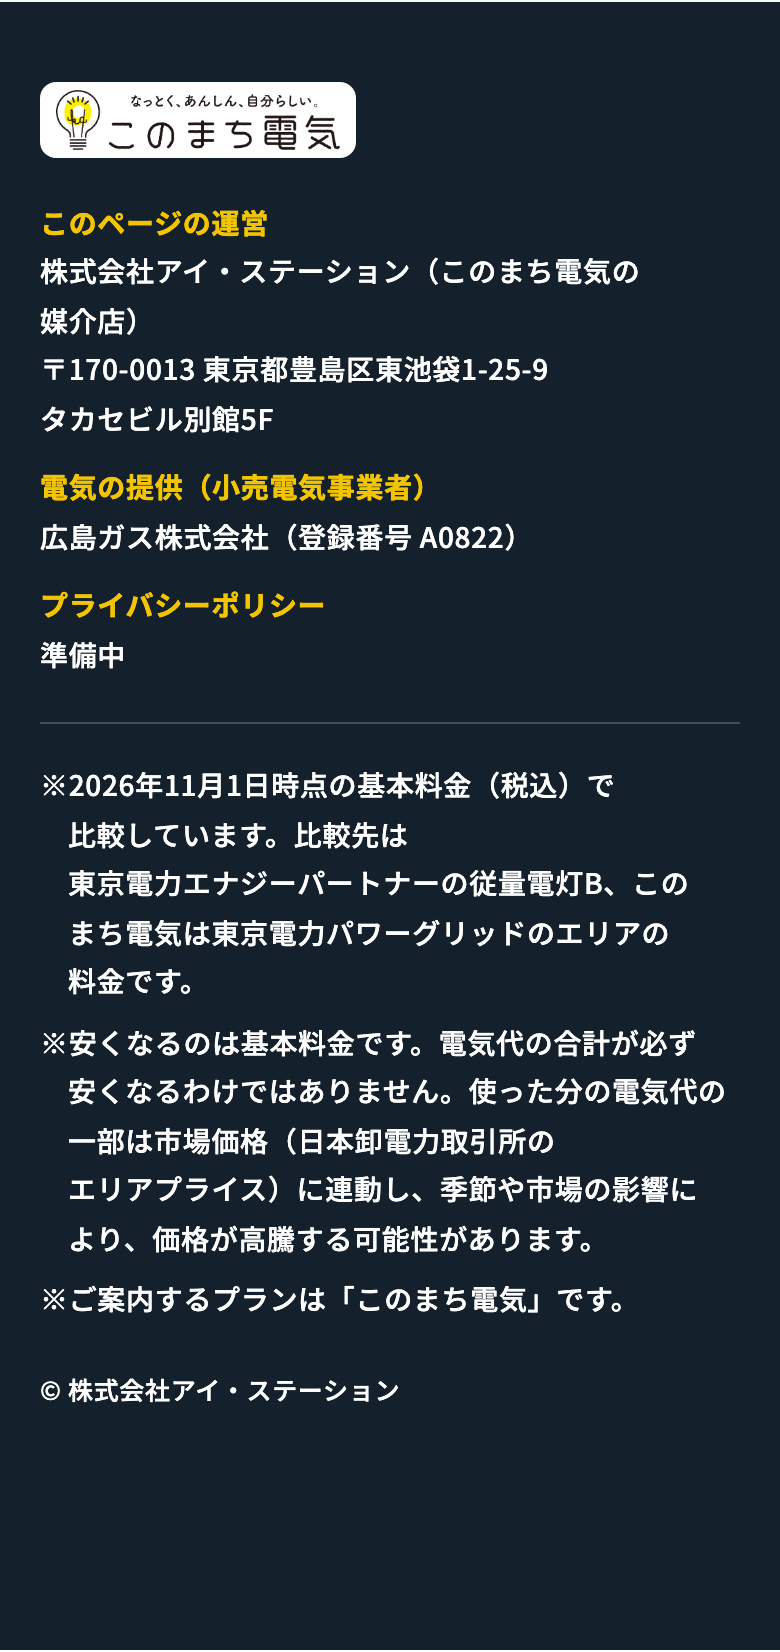 なっとく、あんしん、自分らしい。
このまち電気
このページの運営
株式会社アイ・ステーション（このまち電気の
媒介店）
〒170-0013 東京都豊島区東池袋1-25-9
タカセビル別館5F
電気の提供（小売電気事業者）
広島ガス株式会社（登録番号 A0822）
プライバシーポリシー
準備中
※2026年11月1日時点の基本料金（税込）で
比較しています。比較先は
東京電力エナジーパートナーの従量電灯B、この
まち電気は東京電力パワーグリッドのエリアの
料金です。
※安くなるのは基本料金です。電気代の合計が必ず
安くなるわけではありません。使った分の電気代の
一部は市場価格（日本卸電力取引所の
エリアプライス）に連動し、季節や市場の影響に
より、価格が高騰する可能性があります。
※ご案内するプランは「このまち電気」です。
© 株式会社アイ・ステーション